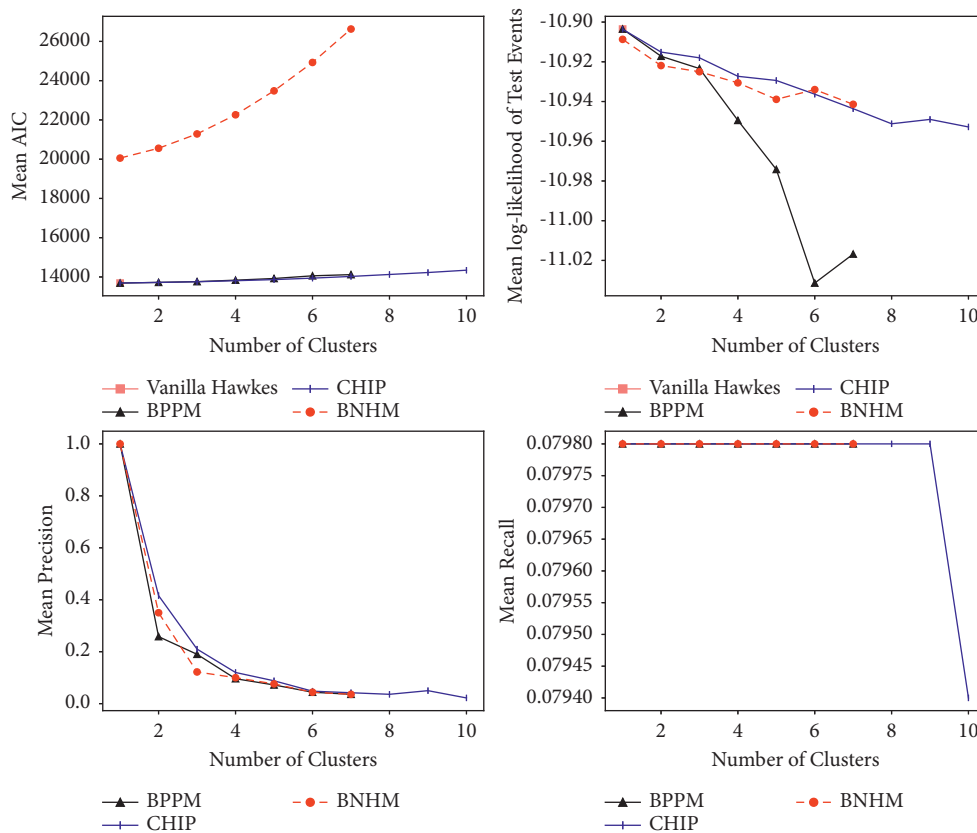 Mean AIC
26000
24000
22000
20000
18000
16000
14000
2 4 6 8 10
Number of Clusters
Vanilla Hawkes CHIP
BPPM BNHM
Mean log-likelihood of Test Events
-10.90
-10.92
-10.94
-10.96
-10.98
-11.00
-11.02
2 4 6 8 10
Number of Clusters
Vanilla Hawkes CHIP
BPPM BNHM
Mean Precision
1.0
0.8
0.6
0.4
0.2
0.0
2 4 6 8 10
Number of Clusters
BPPM BNHM
CHIP
Mean Recall
0.07980
0.07975
0.07970
0.07960
0.07955
0.07950
0.07945
0.07940
2 4 6 8 10
Number of Clusters
BPPM BNHM
CHIP